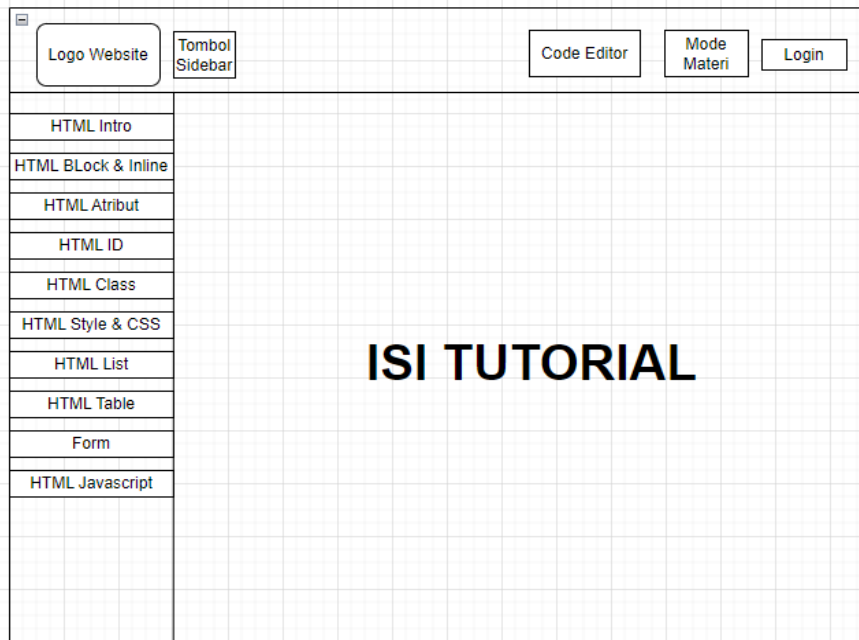 Logo Website
Tombol
Sidebar
Code Editor
Mode
Materi
Login
HTML Intro
HTML BLock & Inline
HTML Atribut
HTML ID
HTML Class
HTML Style & CSS
HTML List
HTML Table
Form
HTML Javascript
ISI TUTORIAL